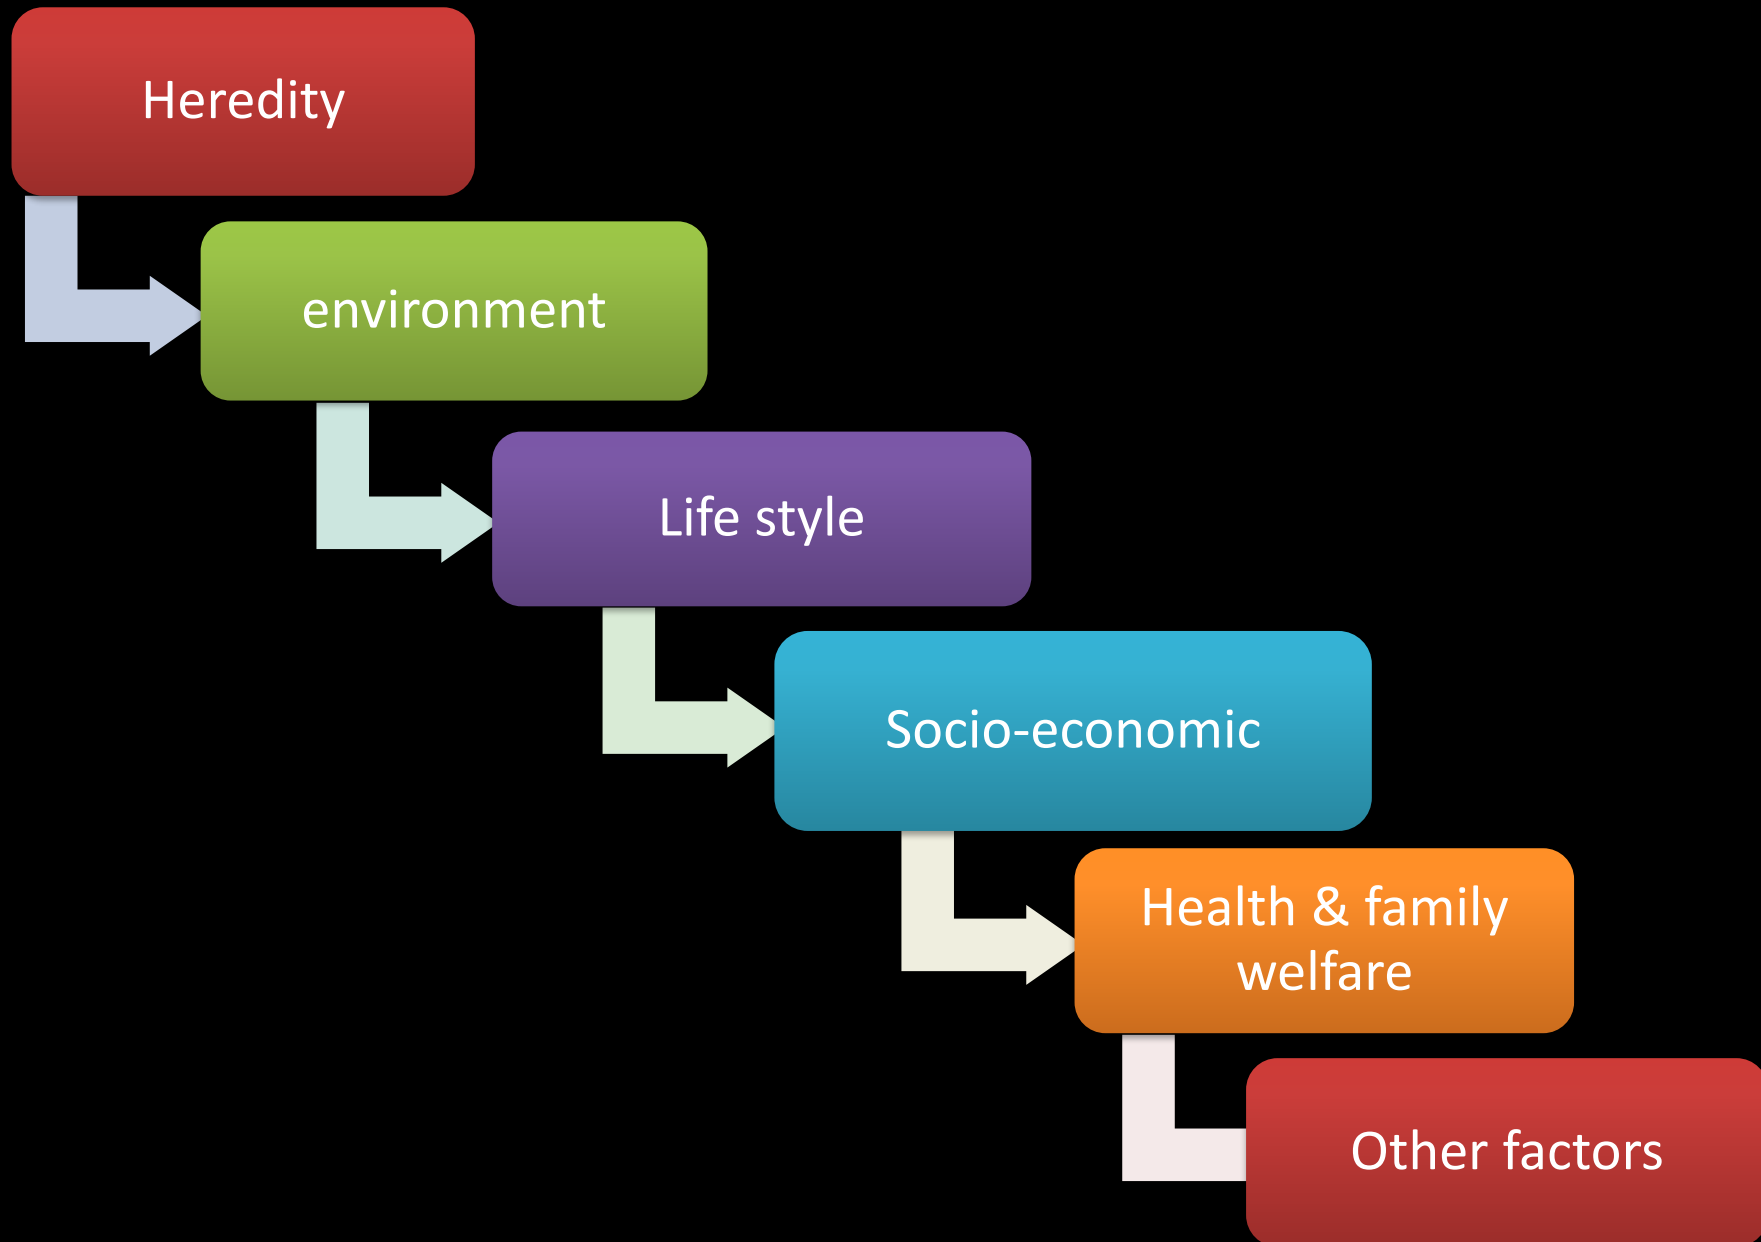 Heredity
environment
Life style
Socio-economic
Health & family
welfare
Other factors